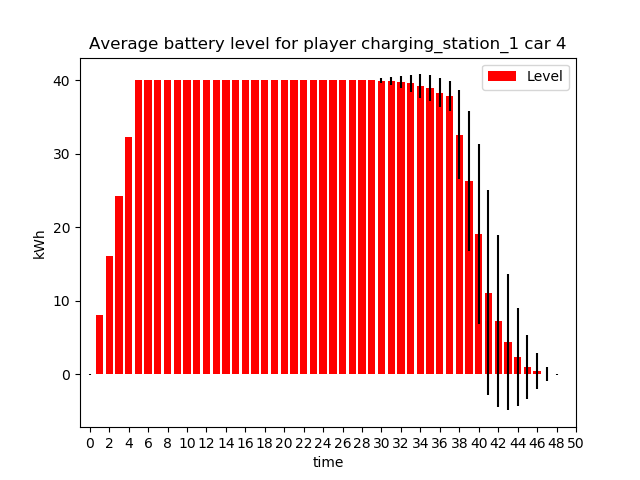 Average battery level for player charging_station_1 car 4
Level
40
30
20
10
0
kWh
0 2 4 6 8 10 12 14 16 18 20 22 24 26 28 30 32 34 36 38 40 42 44 46 48 50
time